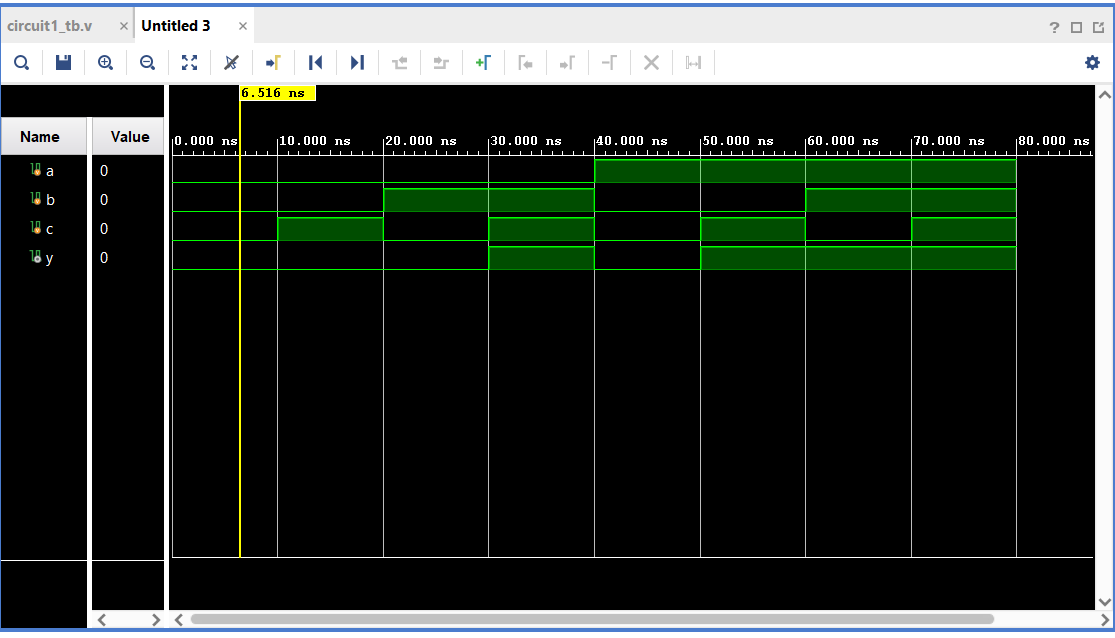 circuit1_tb.v × Untitled 3 ×
6.516 ns
Name Value
0.000 ns 10.000 ns 20.000 ns 30.000 ns 40.000 ns 50.000 ns 60.000 ns 70.000 ns 80.000 ns
a 0
b 0
c 0
y 0